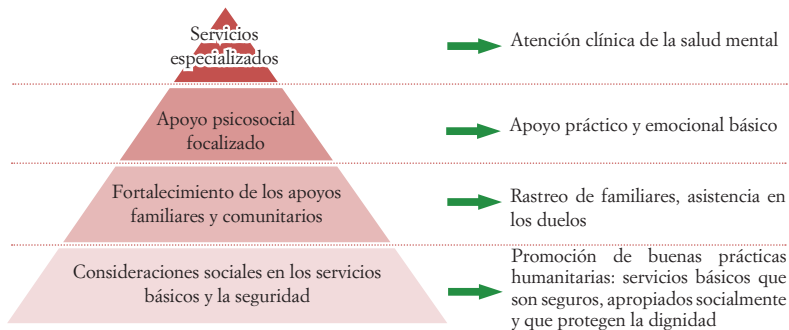 Servicios
especializados
Atención clínica de la salud mental
Apoyo psicosocial
focalizado
Apoyo práctico y emocional básico
Fortalecimiento de los apoyos
familiares y comunitarios
Rastreo de familiares, asistencia en
los duelos
Consideraciones sociales en los servicios
básicos y la seguridad
Promoción de buenas prácticas
humanitarias: servicios básicos que
son seguros, apropiados socialmente
y que protegen la dignidad